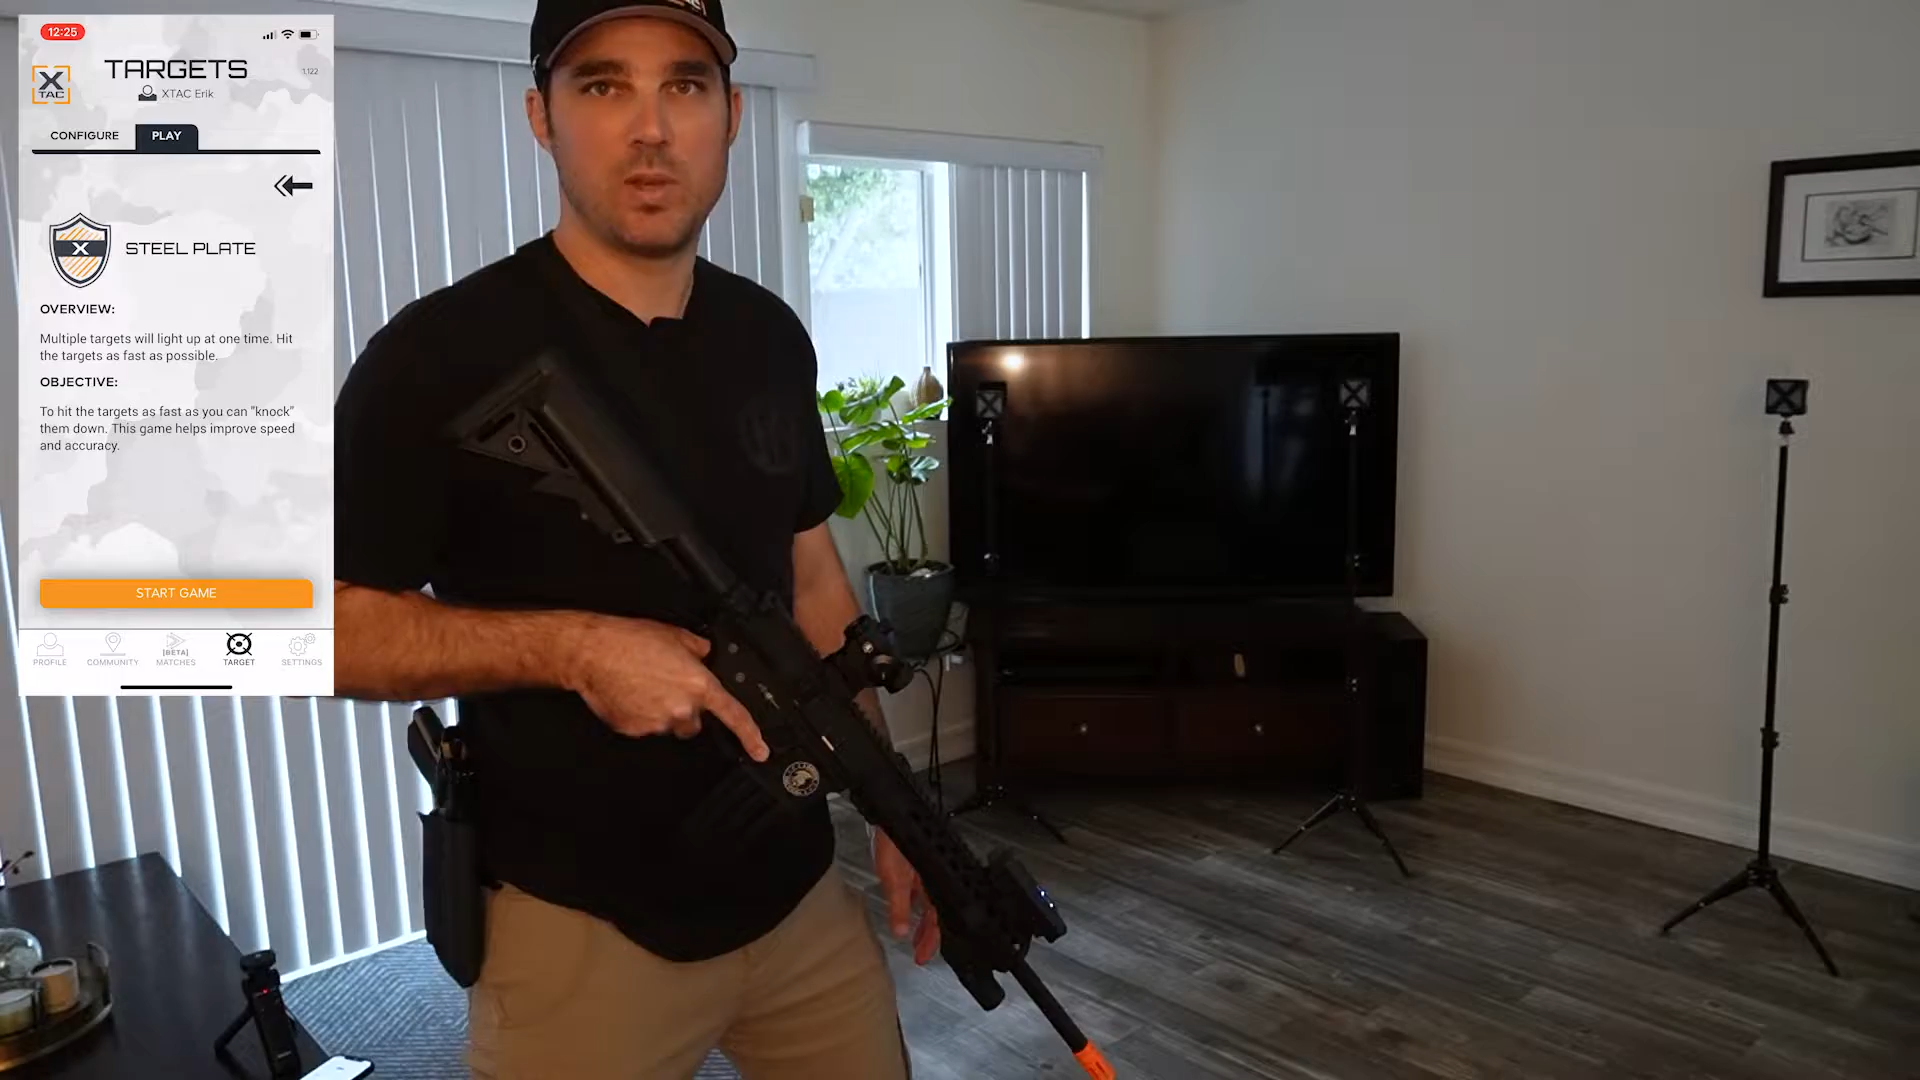 12:25
X
TAC
TARGETS
1.122
XTAC Erik
CONFIGURE
PLAY
X
STEEL PLATE
OVERVIEW:
Multiple targets will light up at one time. Hit
the targets as fast as possible.
OBJECTIVE:
To hit the targets as fast as you can "knock"
them down. This game helps improve speed
and accuracy.
START GAME
PROFILE
COMMUNITY
[BETA]
MATCHES
TARGET
SETTINGS